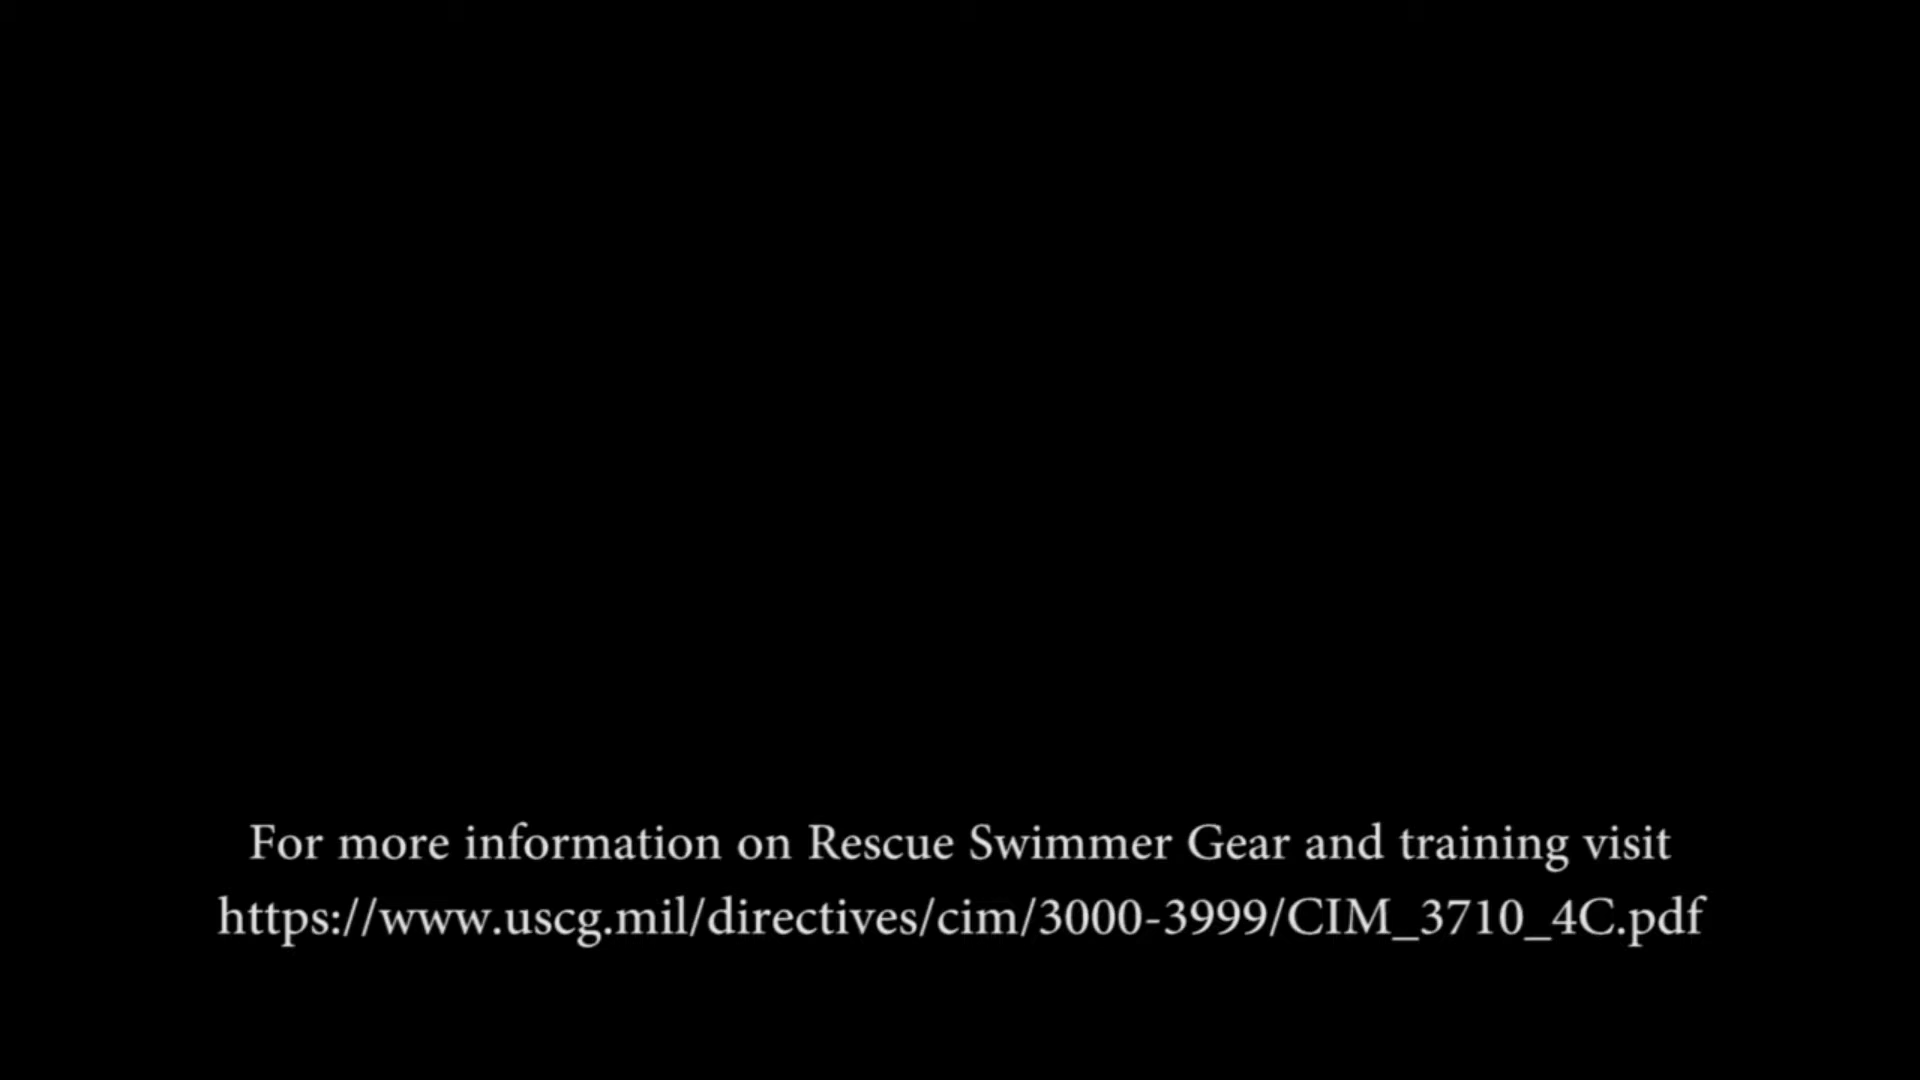 For more information on Rescue Swimmer Gear and training visit
https://www.uscg.mil/directives/cim/3000-3999/CIM_3710_4C.pdf